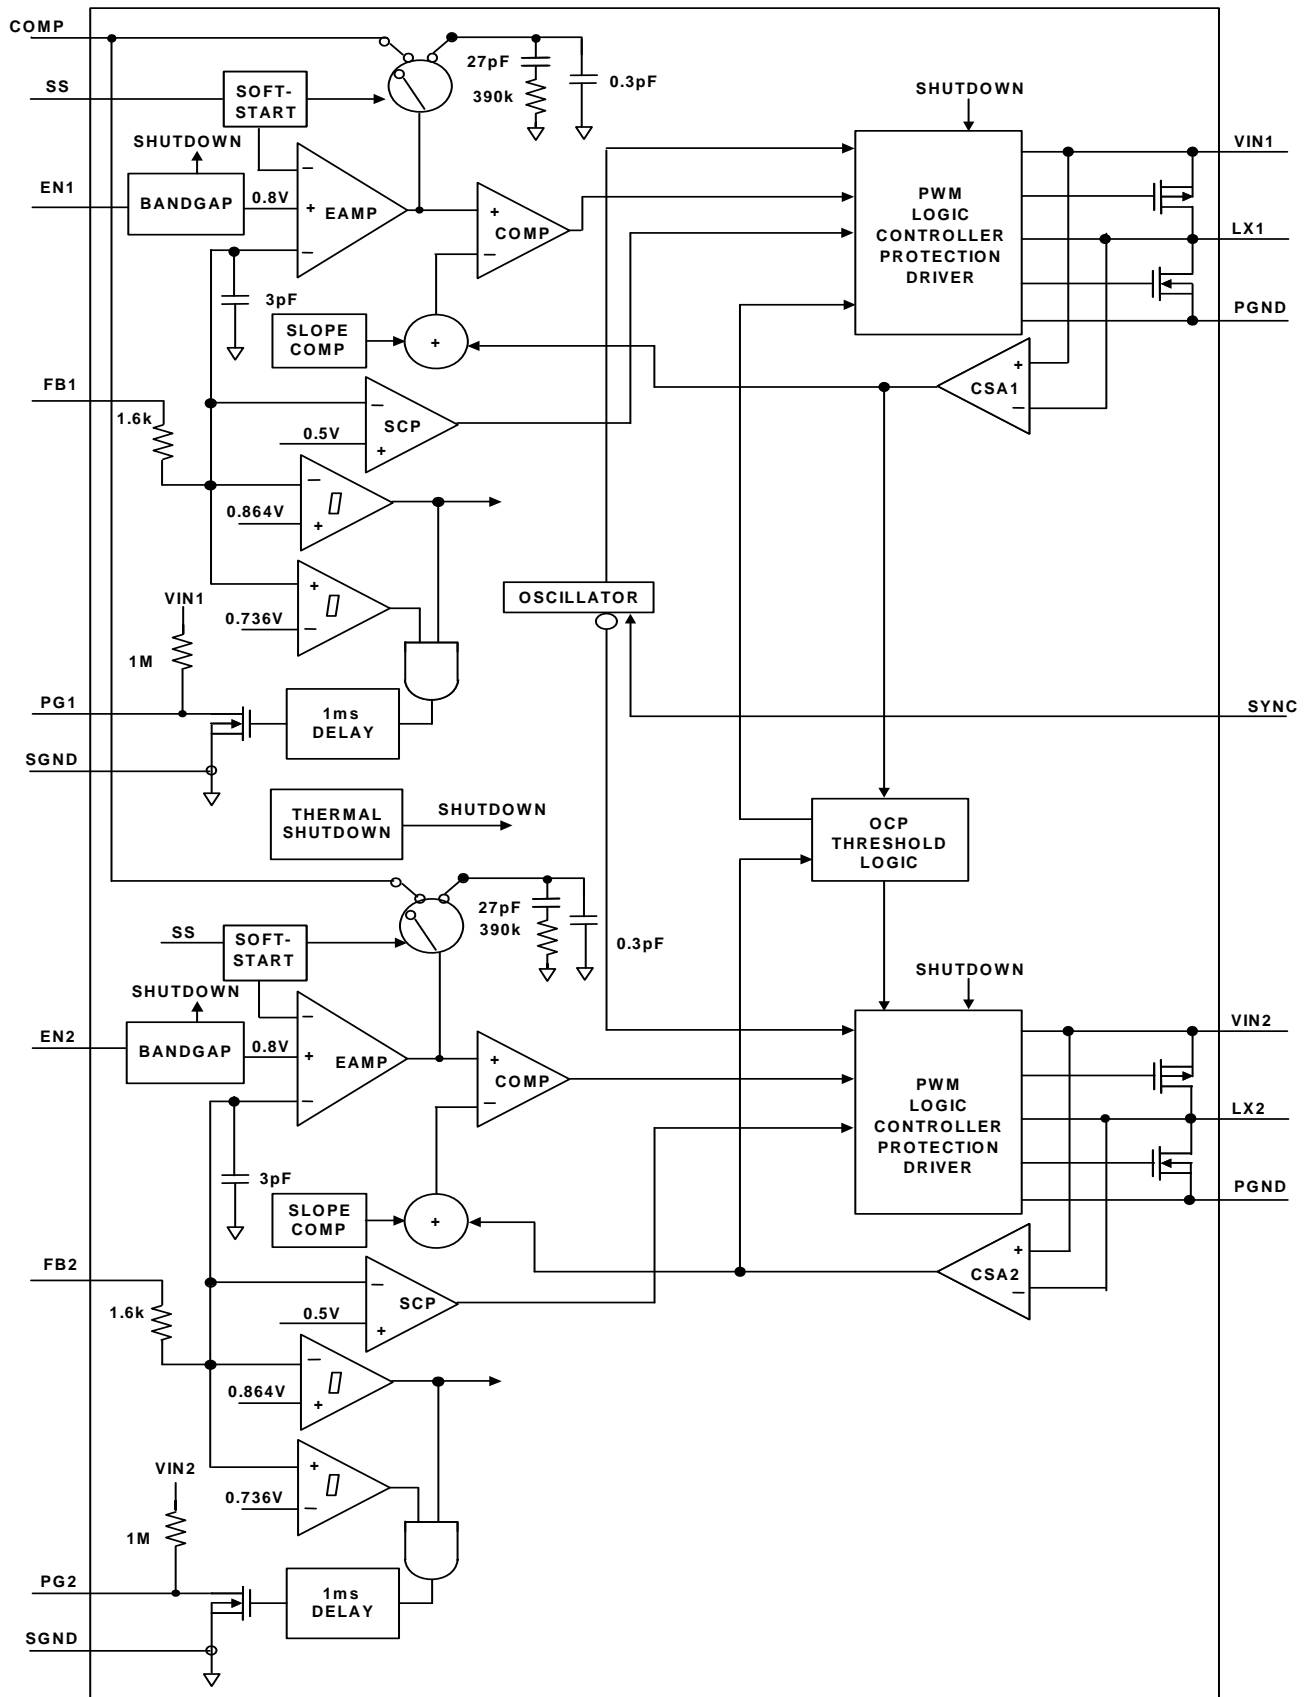 COMP
27pF
0.3pF
390k
SS
SOFT-
START
SHUTDOWN
SHUTDOWN
VIN1
EN1
BANDGAP
0.8V
−
+
−
EAMP
+
−
COMP
PWM
LOGIC
CONTROLLER
PROTECTION
DRIVER
LX1
3pF
PGND
SLOPE
COMP
+
+
−
CSA1
FB1
1.6k
−
+
SCP
0.5V
−
+
0.864V
+
−
0.736V
VIN1
1M
OSCILLATOR
PG1
1ms
DELAY
SYNC
SGND
THERMAL
SHUTDOWN
SHUTDOWN
OCP
THRESHOLD
LOGIC
27pF
390k
0.3pF
SS
SOFT-
START
SHUTDOWN
SHUTDOWN
VIN2
EN2
BANDGAP
0.8V
−
+
−
EAMP
+
−
COMP
PWM
LOGIC
CONTROLLER
PROTECTION
DRIVER
LX2
3pF
PGND
SLOPE
COMP
+
+
−
CSA2
FB2
1.6k
−
+
SCP
0.5V
−
+
0.864V
+
−
0.736V
VIN2
1M
PG2
1ms
DELAY
SGND